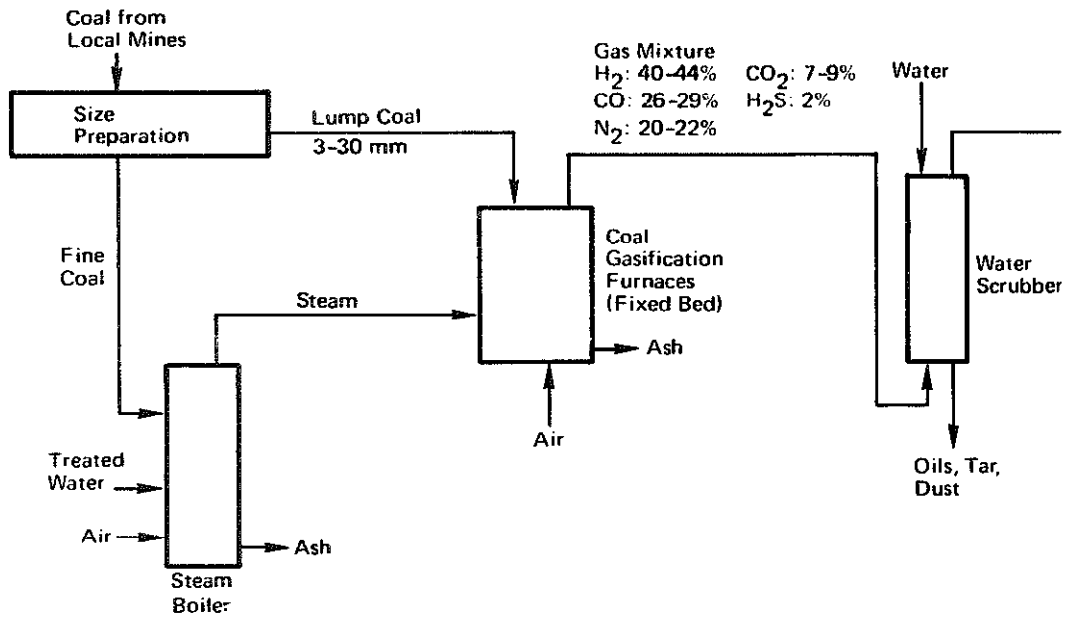 Coal from
Local Mines
Size
Preparation
Lump Coal
3-30 mm
Gas Mixture
H2: 40-44%
CO2: 7-9%
CO: 26-29%
H2S: 2%
N2: 20-22%
Water
Fine
Coal
Steam
Coal
Gasification
Furnaces
(Fixed Bed)
Water
Scrubber
Ash
Air
Treated
Water
Air
Ash
Oils, Tar,
Dust
Steam
Boiler